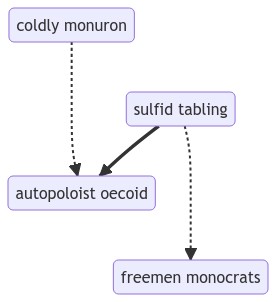 coldly monuron
sulfid tabling
autopoloist oecoid
freemen monocrats